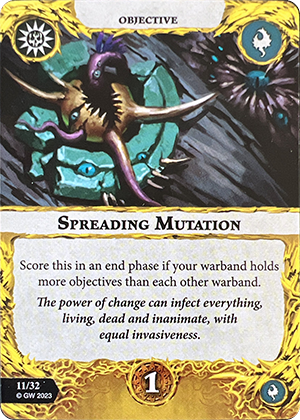 OBJECTIVE
SPREADING MUTATION
Score this in an end phase if your warband holds
more objectives than each other warband.
The power of change can infect everything,
living, dead and inanimate, with
equal invasiveness.
11/32
© GW 2023
1